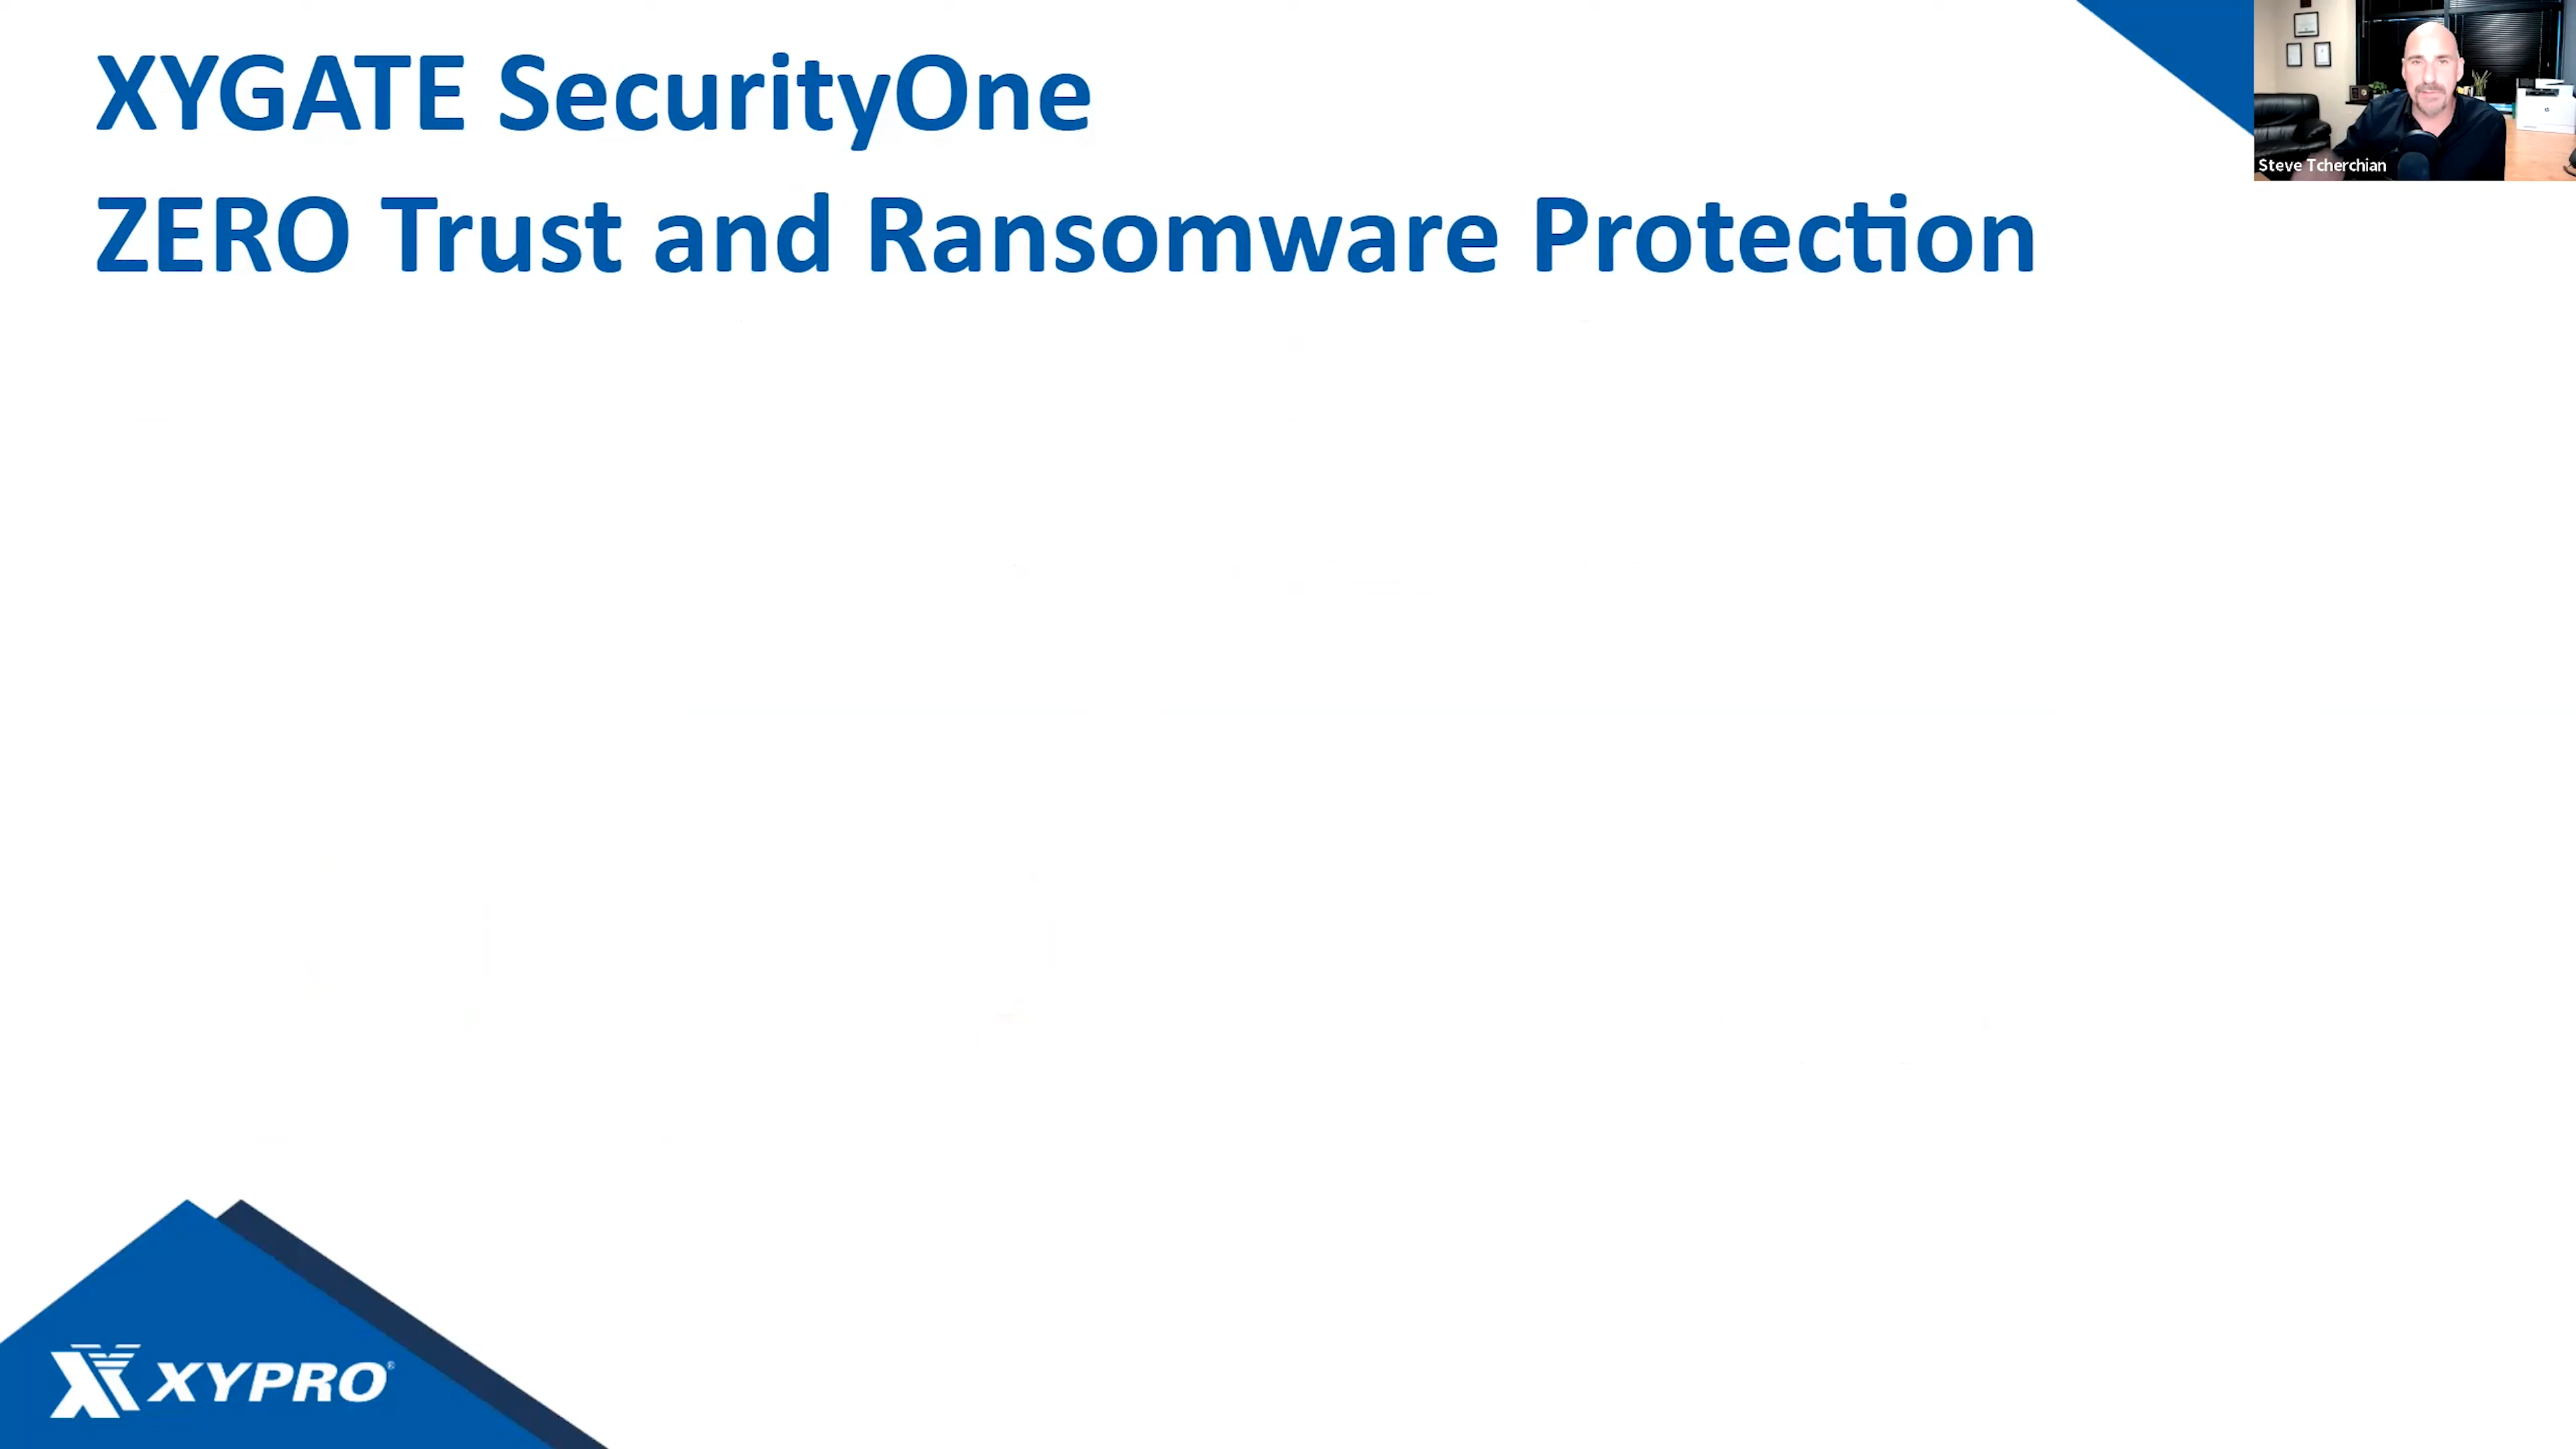 XYGATE SecurityOne
ZERO Trust and Ransomware Protection
Steve Tcherchian
XYPRO®